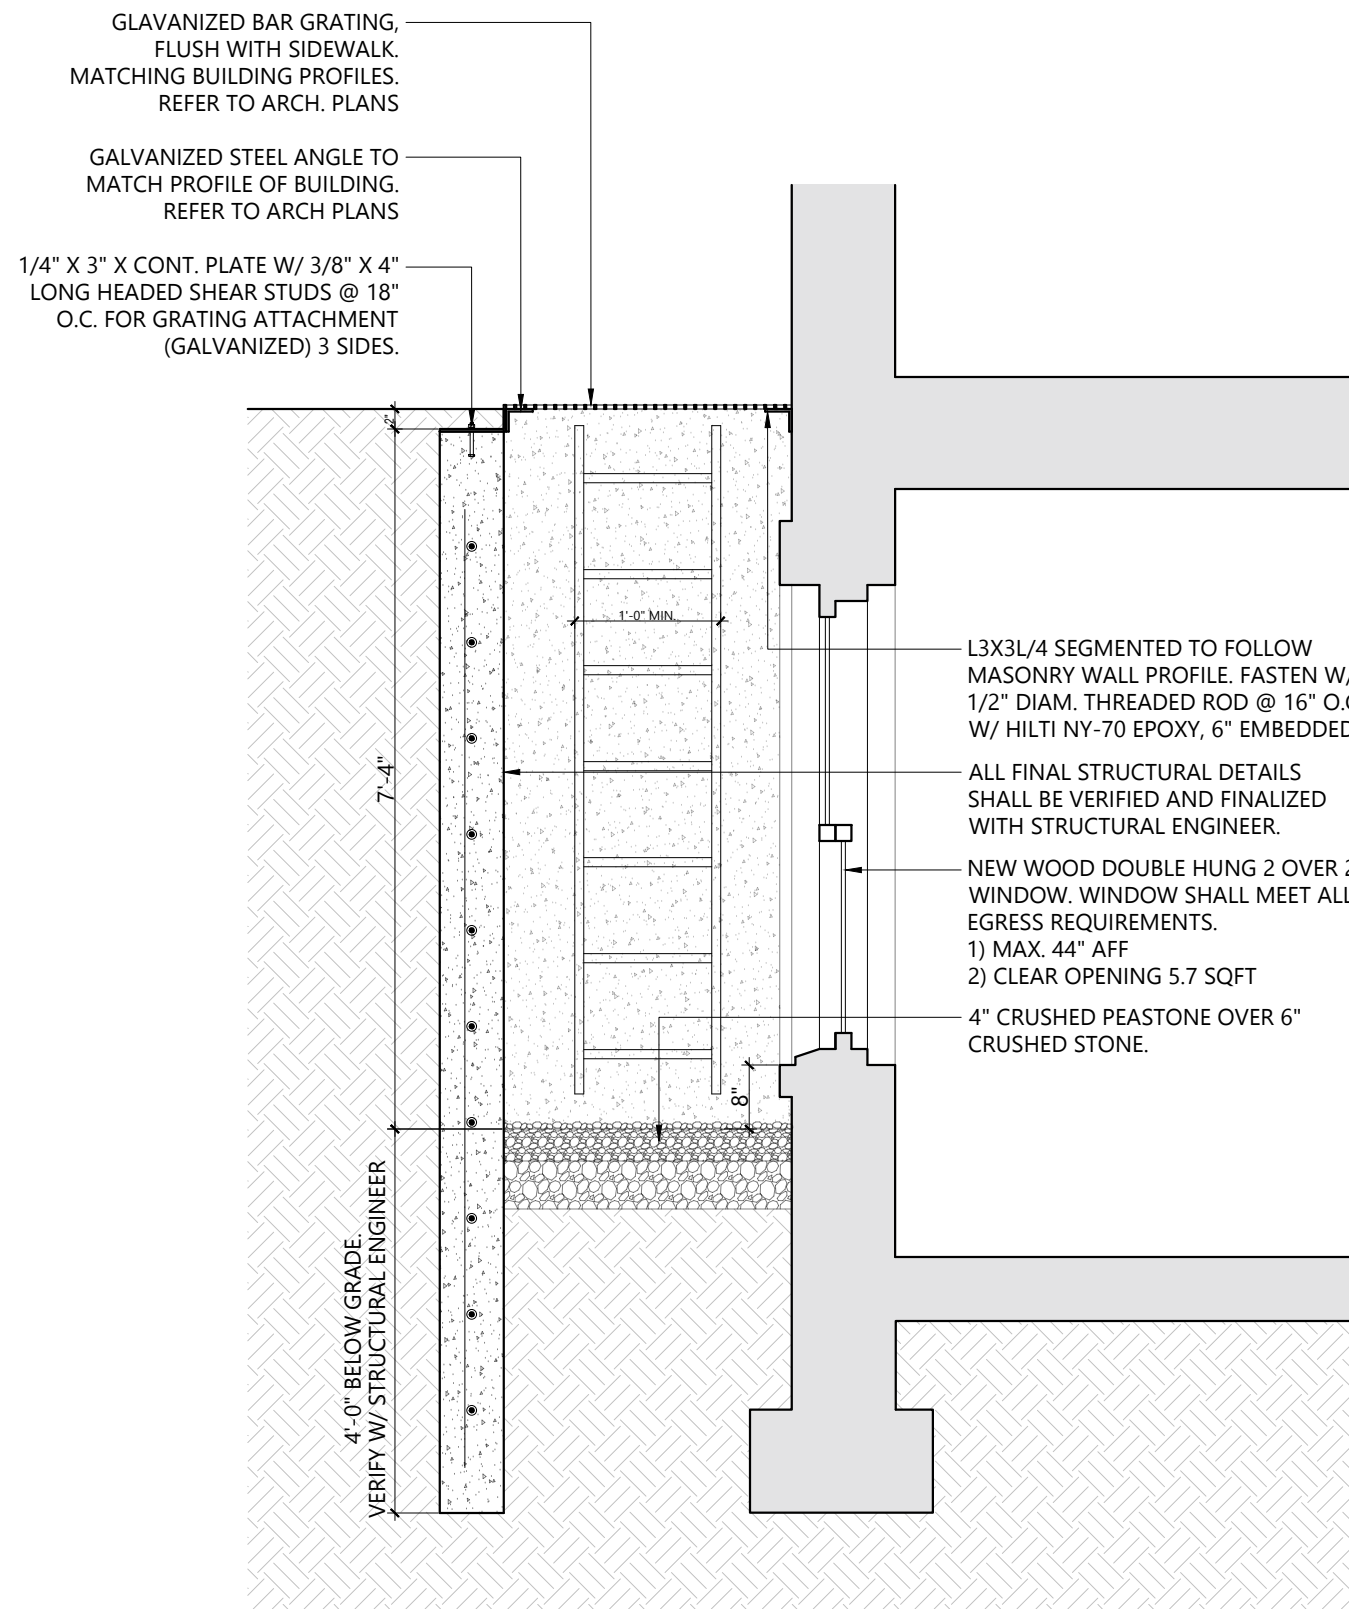 GLAVANIZED BAR GRATING,
FLUSH WITH SIDEWALK.
MATCHING BUILDING PROFILES.
REFER TO ARCH. PLANS
GALVANIZED STEEL ANGLE TO
MATCH PROFILE OF BUILDING.
REFER TO ARCH PLANS
1/4" X 3" X CONT. PLATE W/ 3/8" X 4"
LONG HEADED SHEAR STUDS @ 18"
O.C. FOR GRATING ATTACHMENT
(GALVANIZED) 3 SIDES.
2"
1'-0" MIN.
L3X3L/4 SEGMENTED TO FOLLOW
MASONRY WALL PROFILE. FASTEN W/
1/2" DIAM. THREADED ROD @ 16" O.C
W/ HILTI NY-70 EPOXY, 6" EMBEDDED
7'-4"
ALL FINAL STRUCTURAL DETAILS
SHALL BE VERIFIED AND FINALIZED
WITH STRUCTURAL ENGINEER.
NEW WOOD DOUBLE HUNG 2 OVER 2
WINDOW. WINDOW SHALL MEET ALL
EGRESS REQUIREMENTS.
1) MAX. 44" AFF
2) CLEAR OPENING 5.7 SQFT
4" CRUSHED PEASTONE OVER 6"
CRUSHED STONE.
8"
4'-0" BELOW GRADE.
VERIFY W/ STRUCTURAL ENGINEER